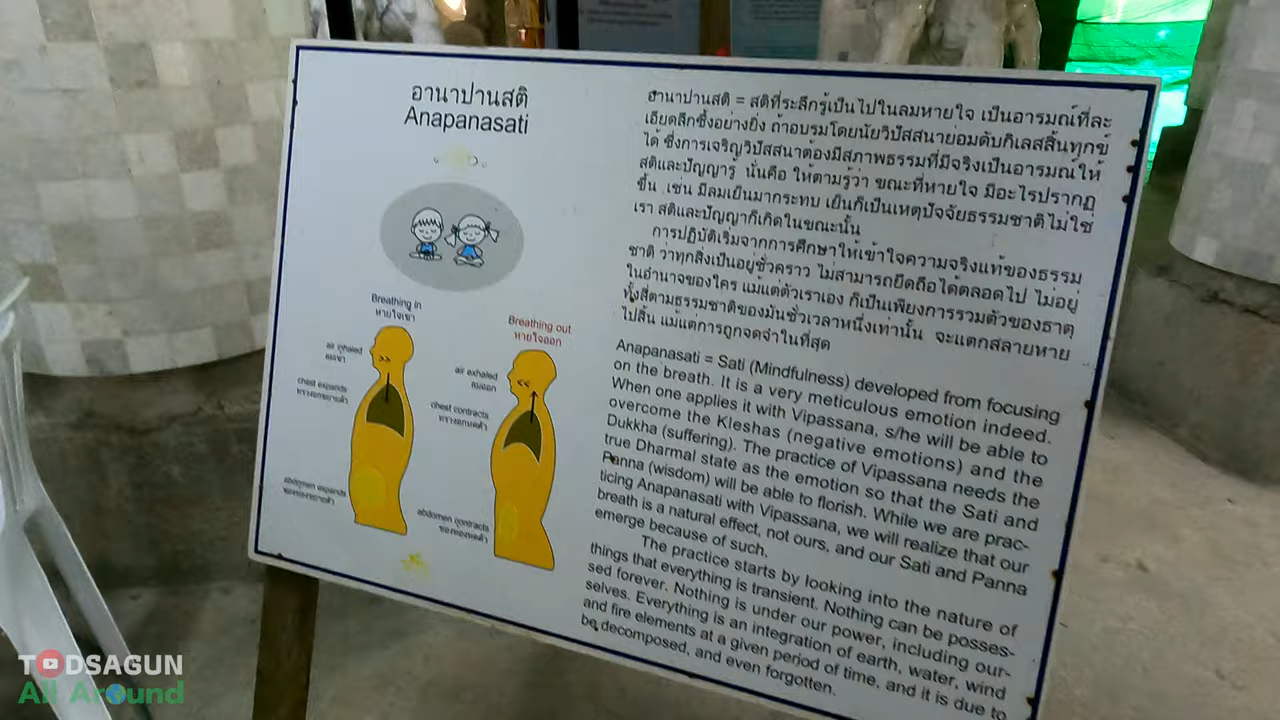 อานาปานสติ
Anapanasati
Breathing in
หายใจเข้า
air inhaled
ลมเข้า
chest expands
ทรวงอกขยายตัว
abdomen expands
ช่องท้องขยายตัว
Breathing out
หายใจออก
air exhaled
ลมออก
chest contracts
ทรวงอกหดตัว
abdomen contracts
ช่องท้องหดตัว
อานาปานสติ = สติที่ระลึกรู้เป็นไปในลมหายใจ เป็นอารมณ์ที่ละ
เอียดลึกซึ้งอย่างยิ่ง ถ้าอบรมโดยนัยวิปัสสนาย่อมดับกิเลสสิ้นทุกข์
ได้ ซึ่งการเจริญวิปัสสนาต้องมีสภาพธรรมที่มีจริงเป็นอารมณ์ให้
สติและปัญญารู้ นั่นคือ ให้ตามรู้ว่า ขณะที่หายใจ มีอะไรปรากฏ
ขึ้น เช่น มีลมเย็นมากระทบ เย็นก็เป็นเหตุปัจจัยธรรมชาติไม่ใช่
เรา สติและปัญญาก็เกิดในขณะนั้น
การปฏิบัติเริ่มจากการศึกษาให้เข้าใจความจริงแท้ของธรรม
ชาติ ว่าทุกสิ่งเป็นอยู่ชั่วคราว ไม่สามารถยึดถือได้ตลอดไป ไม่อยู่
ในอำนาจของใคร แม้แต่ตัวเราเอง ก็เป็นเพียงการรวมตัวของธาตุ
ทั้งสี่ตามธรรมชาติของมันชั่วเวลาหนึ่งเท่านั้น จะแตกสลายหาย
ไปสิ้น แม้แต่การถูกจดจำในที่สุด
Anapanasati = Sati (Mindfulness) developed from focusing
on the breath. It is a very meticulous emotion indeed.
When one applies it with Vipassana, s/he will be able to
overcome the Kleshas (negative emotions) and the
Dukkha (suffering). The practice of Vipassana needs the
true Dharmal state as the emotion so that the Sati and
Panna (wisdom) will be able to florish. While we are prac-
ticing Anapanasati with Vipassana, we will realize that our
breath is a natural effect, not ours, and our Sati and Panna
emerge because of such.
The practice starts by looking into the nature of
things that everything is transient. Nothing can be posses-
sed forever. Nothing is under our power, including our-
selves. Everything is an integration of earth, water, wind
and fire elements at a given period of time, and it is due to
be decomposed, and even forgotten.
TODSAGUN
All Around